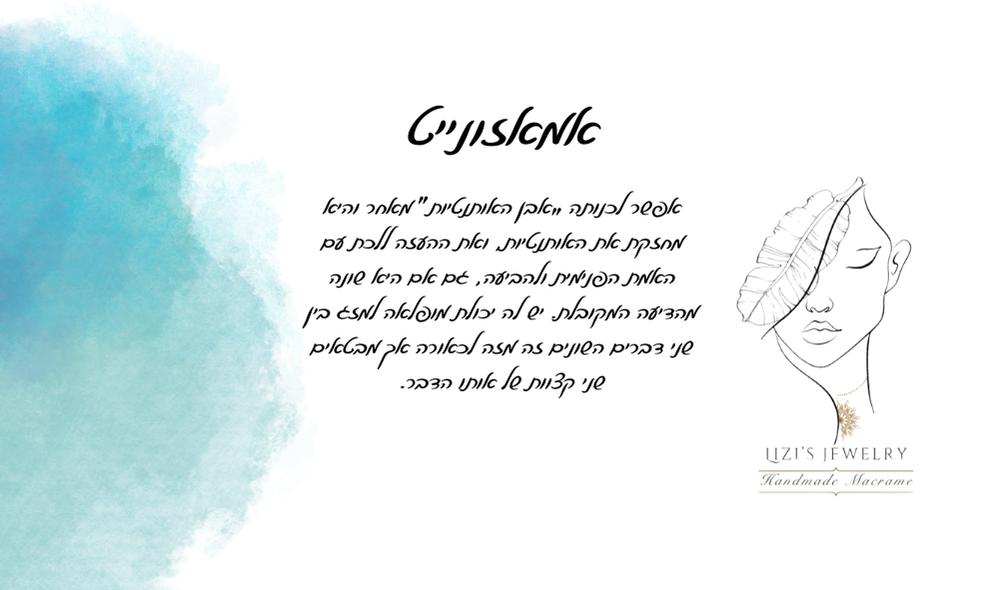 אמאזונייט
אפשר לכנותה "אבן האותנטיות" מאחר והיא
מחזקת את האותנטיות, ואת ההעזה ללכת עם
האמת הפנימית ולהביעה, גם אם היא שונה
מהדיעה המקובלת. יש לה יכולת מופלאה למזג בין
שני דברים השונים זה מזה לכאורה אך מבטאים
שני קצוות של אותו הדבר.
LIZI'S JEWELRY
Handmade Macrame